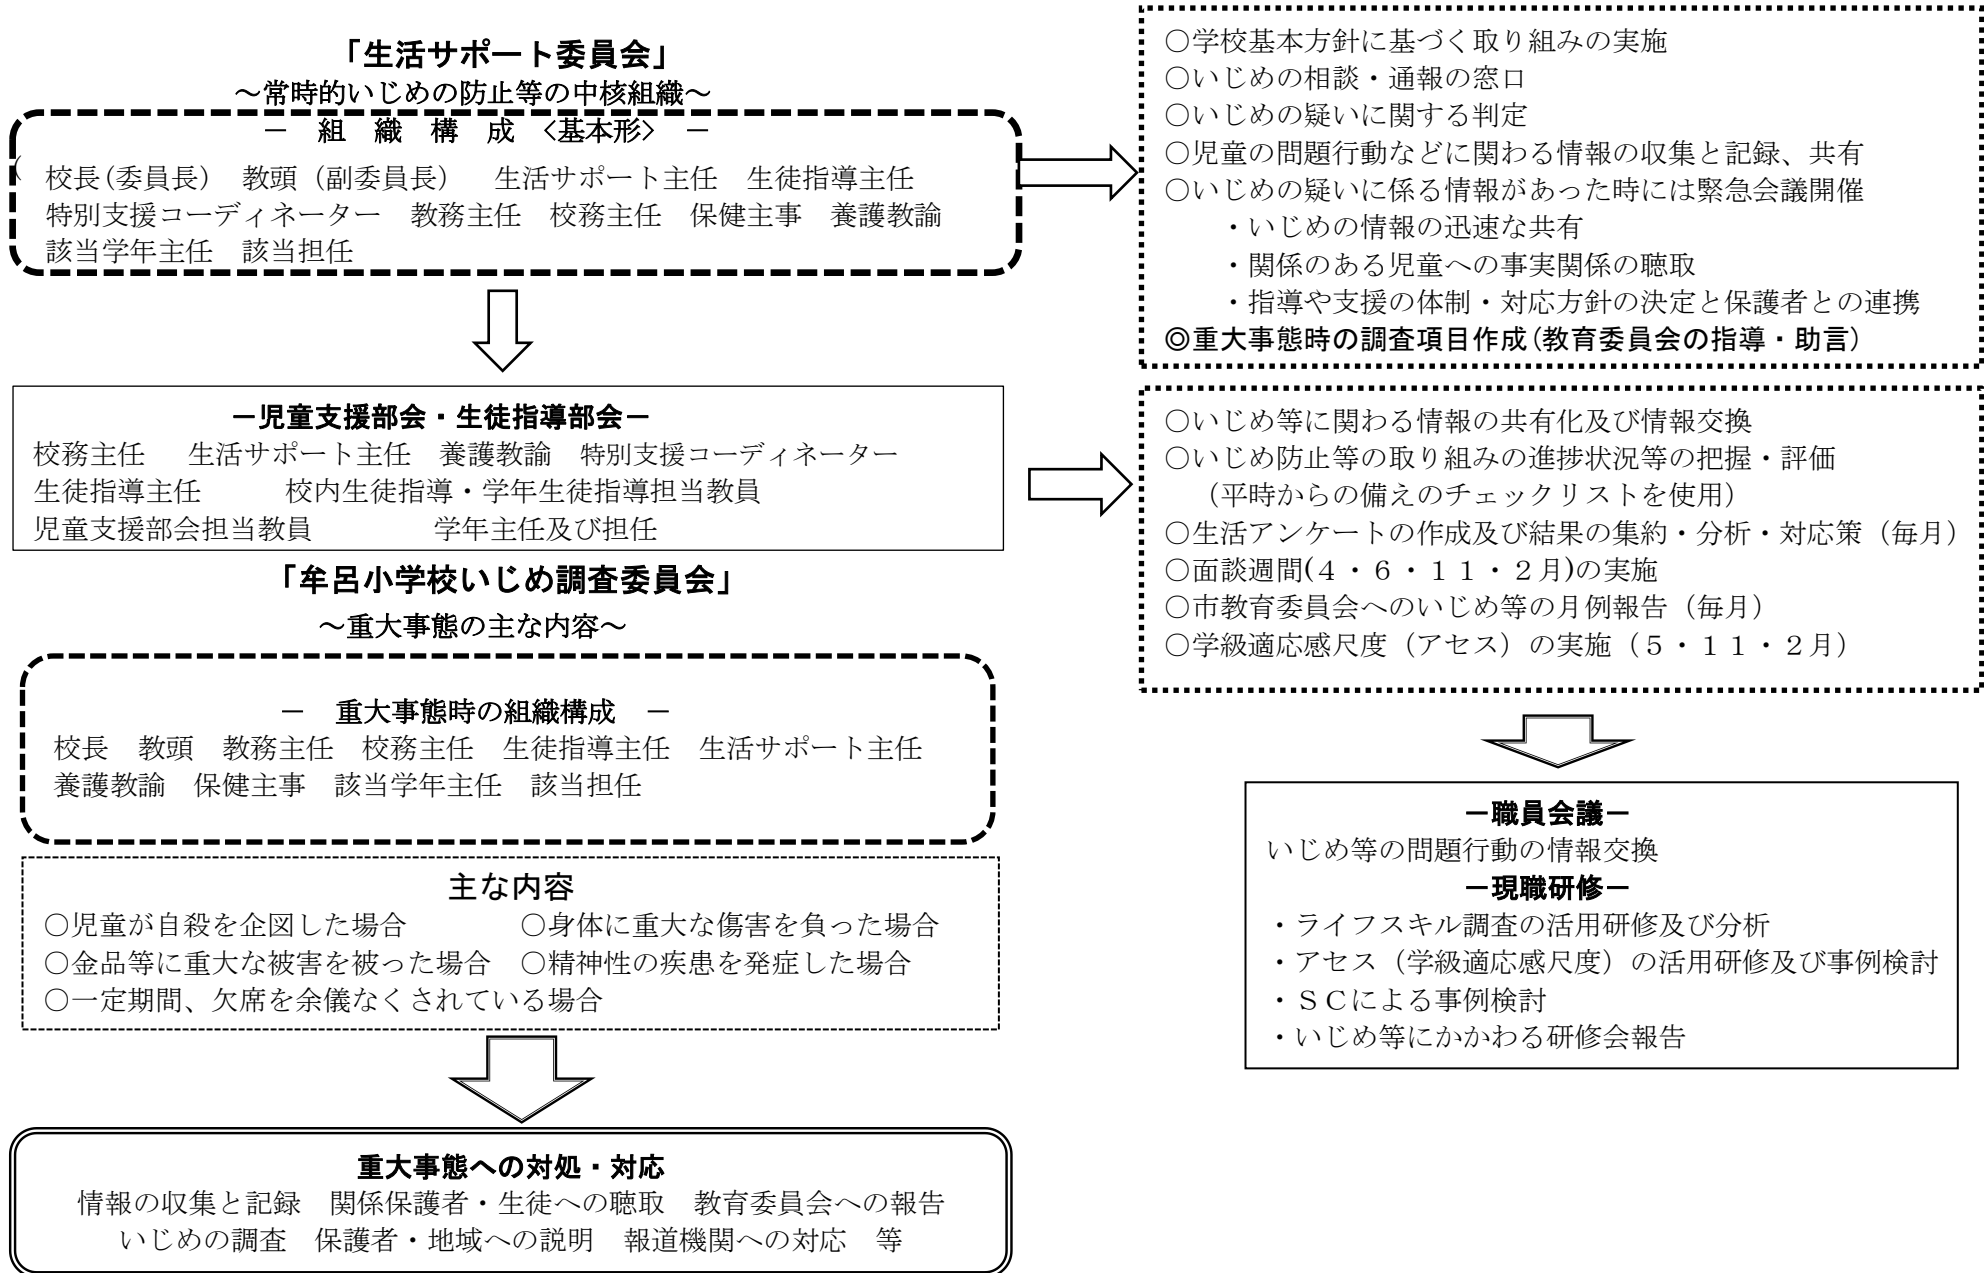 「生活サポート委員会」
～常時的いじめの防止等の中核組織～
－　組　織　構　成　<基本形>　－
（
校長(委員長)　教頭（副委員長）　生活サポート主任　生徒指導主任
特別支援コーディネーター　教務主任　校務主任　保健主事　養護教諭
該当学年主任　該当担任
○学校基本方針に基づく取り組みの実施
○いじめの相談・通報の窓口
○いじめの疑いに関する判定
○児童の問題行動などに関わる情報の収集と記録、共有
○いじめの疑いに係る情報があった時には緊急会議開催
・いじめの情報の迅速な共有
・関係のある児童への事実関係の聴取
・指導や支援の体制・対応方針の決定と保護者との連携
◎重大事態時の調査項目作成(教育委員会の指導・助言)
－児童支援部会・生徒指導部会－
校務主任　生活サポート主任　養護教諭　特別支援コーディネーター
生徒指導主任　校内生徒指導・学年生徒指導担当教員
児童支援部会担当教員　学年主任及び担任
○いじめ等に関わる情報の共有化及び情報交換
○いじめ防止等の取り組みの進捗状況等の把握・評価
（平時からの備えのチェックリストを使用）
○生活アンケートの作成及び結果の集約・分析・対応策（毎月）
○面談週間(４・６・１１・２月)の実施
○市教育委員会へのいじめ等の月例報告（毎月）
○学級適応感尺度（アセス）の実施（５・１１・２月）
「牟呂小学校いじめ調査委員会」
～重大事態の主な内容～
－　重大事態時の組織構成　－
校長　教頭　教務主任　校務主任　生徒指導主任　生活サポート主任
養護教諭　保健主事　該当学年主任　該当担任
主な内容
○児童が自殺を企図した場合　○身体に重大な傷害を負った場合
○金品等に重大な被害を被った場合　○精神性の疾患を発症した場合
○一定期間、欠席を余儀なくされている場合
－職員会議－
いじめ等の問題行動の情報交換
－現職研修－
・ライフスキル調査の活用研修及び分析
・アセス（学級適応感尺度）の活用研修及び事例検討
・ＳＣによる事例検討
・いじめ等にかかわる研修会報告
重大事態への対処・対応
情報の収集と記録　関係保護者・生徒への聴取　教育委員会への報告
いじめの調査　保護者・地域への説明　報道機関への対応　等